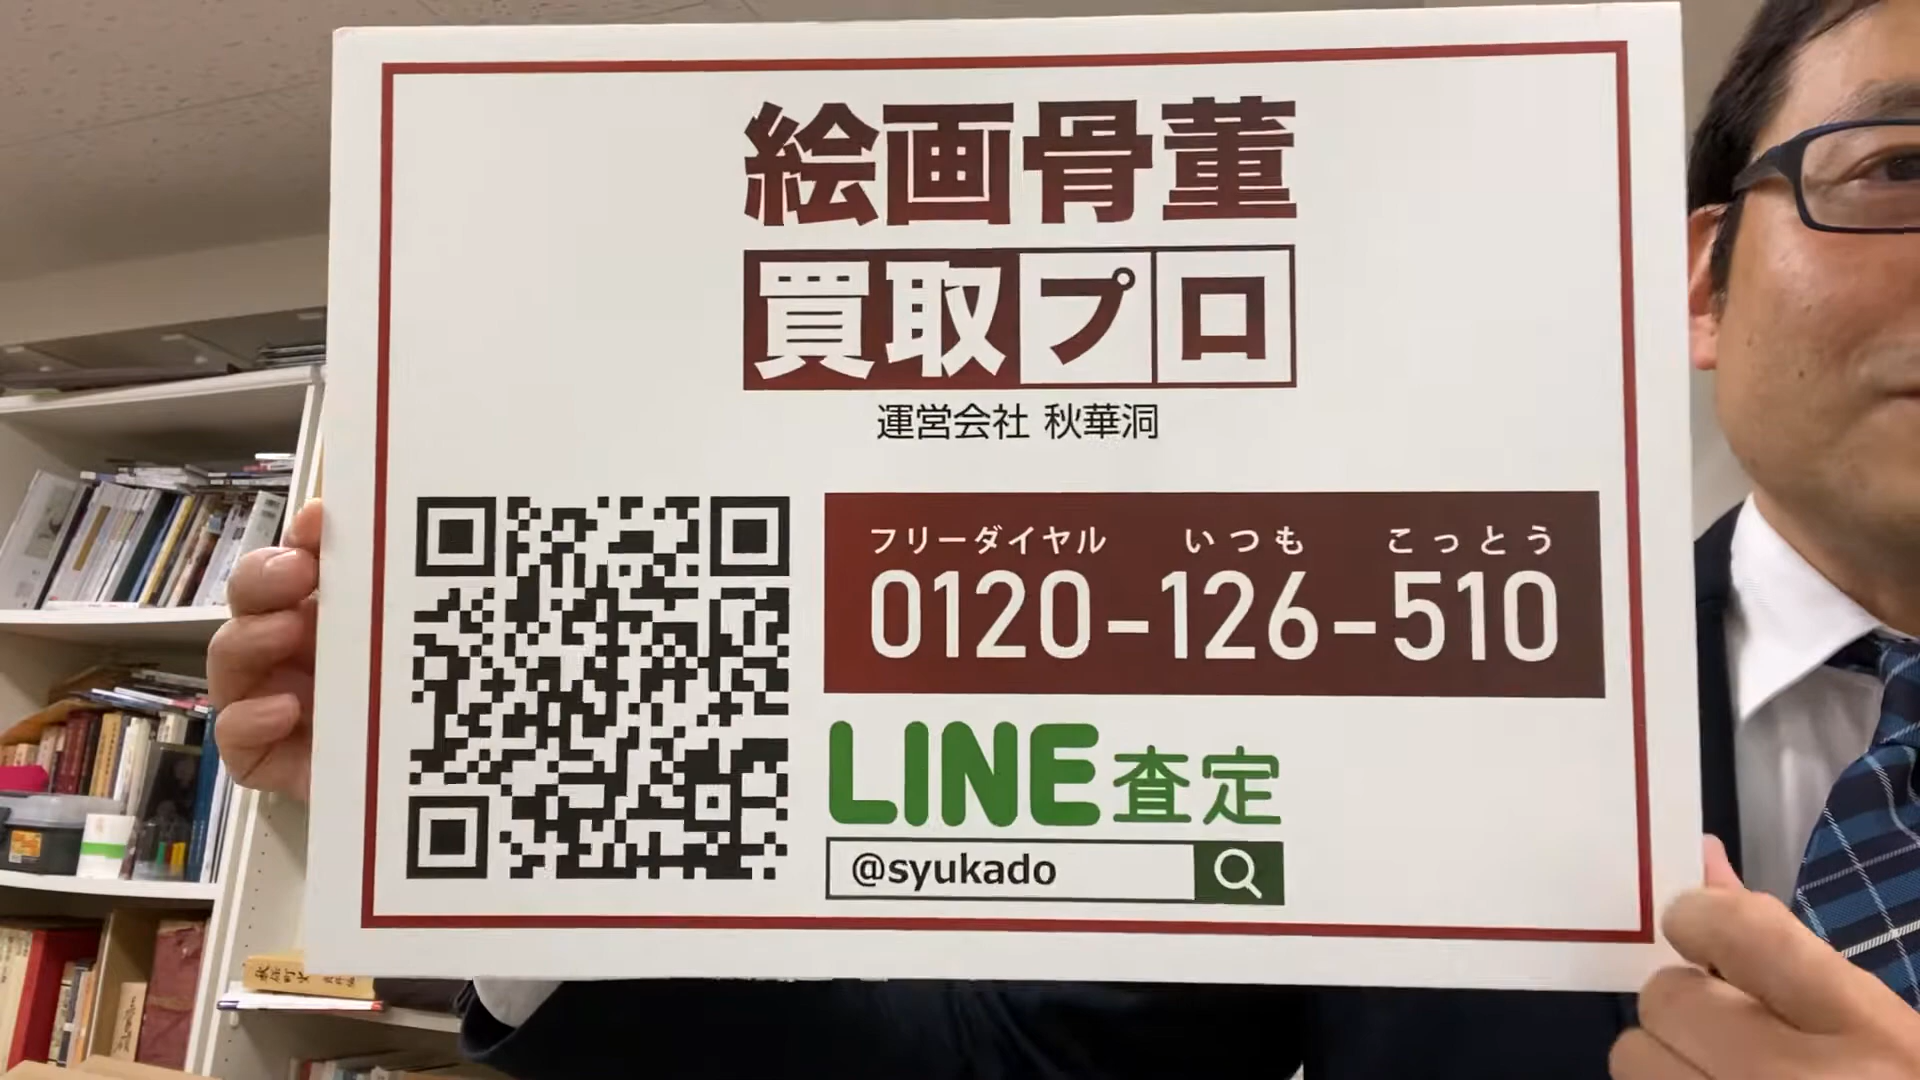 絵画骨董
買取プロ
運営会社 秋華洞
フリーダイヤル いつも こっとう
0120-126-510
LINE査定
@syukado